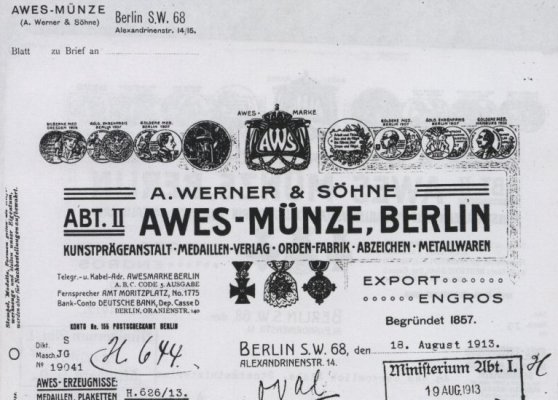 AWES-MÜNZE
(A. Werner & Söhne)
Berlin S.W. 68
Alexandrinenstr. 14/15.
Blatt zu Brief an
AWES- MARKE
AWS
A. WERNER & SÖHNE
ABT. II AWES-MÜNZE, BERLIN
KUNSTPRÄGEANSTALT · MEDAILLEN-VERLAG · ORDEN-FABRIK · ABZEICHEN · METALLWAREN
Telegr.- u. Kabel-Adr. AWESMARKE BERLIN
A. B. C. CODE 5. AUSGABE
Fernsprecher AMT MORITZPLATZ, No. 1775
Bank-Conto DEUTSCHE BANK, Dep. Casse D
BERLIN, ORANIENSTR. 140
KONTO No. 155 POSTSCHECKAMT BERLIN
EXPORT
ENGROS
Begründet 1857.
Dikt. S
Masch. JG
№ 19041
H 644.
BERLIN S.W. 68, den 18. August 1913.
ALEXANDRINENSTR. 14.
AWES-ERZEUGNISSE:
MEDAILLEN, PLAKETTEN
H.626/13.
oval
Ministerium Abt. I.
19 AUG. 1913